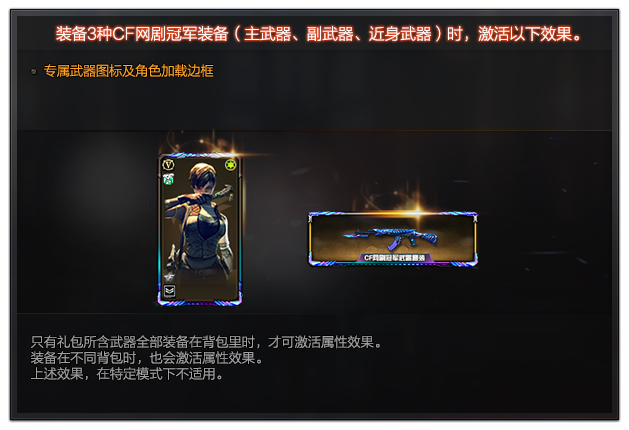 装备3种CF网剧冠军装备（主武器、副武器、近身武器）时，激活以下效果。
专属武器图标及角色加载边框
V
CF网剧冠军武器套装
只有礼包所含武器全部装备在背包里时，才可激活属性效果。
装备在不同背包时，也会激活属性效果。
上述效果，在特定模式下不适用。